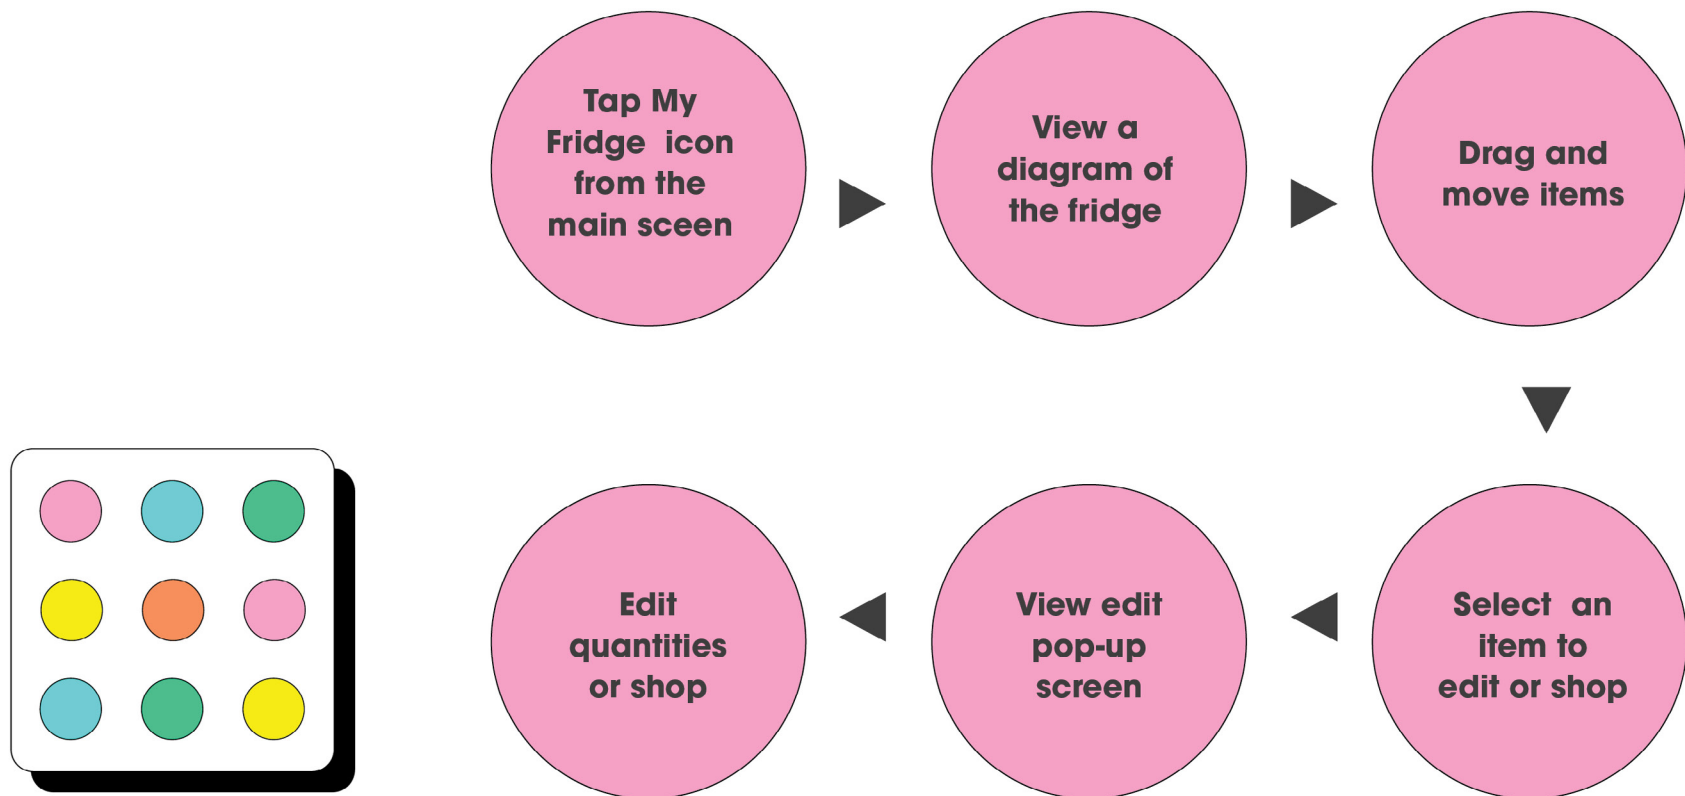 Tap My
Fridge icon
from the
main sceen
View a
diagram of
the fridge
Drag and
move items
Select an
item to
edit or shop
View edit
pop-up
screen
Edit
quantities
or shop